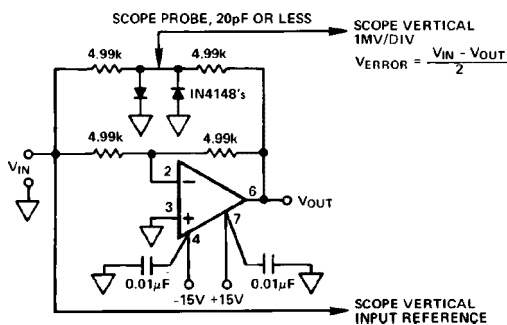 SCOPE PROBE, 20pF OR LESS
SCOPE VERTICAL
1MV/DIV
4.99k
4.99k
VERROR = VIN - VOUT
2
IN4148's
4.99k
4.99k
VIN
2
-
6
VOUT
3
+
7
4
0.01μF
0.01μF
-15V +15V
SCOPE VERTICAL
INPUT REFERENCE